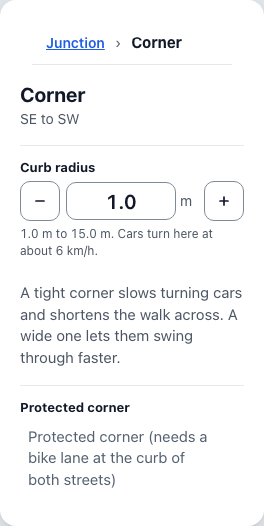 Junction › Corner
Corner
SE to SW
Curb radius
− 1.0 m +
1.0 m to 15.0 m. Cars turn here at
about 6 km/h.
A tight corner slows turning cars
and shortens the walk across. A
wide one lets them swing
through faster.
Protected corner
Protected corner (needs a
bike lane at the curb of
both streets)